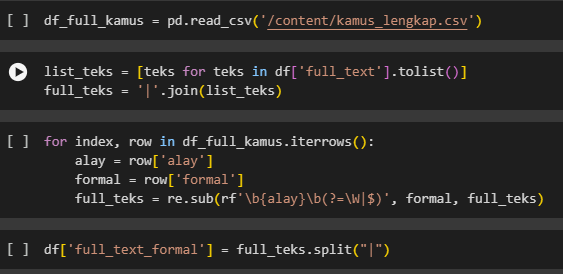 [ ] df_full_kamus = pd.read_csv('/content/kamus_lengkap.csv')
list_teks = [teks for teks in df['full_text'].tolist()]
full_teks = '|'.join(list_teks)
[ ] for index, row in df_full_kamus.iterrows():
    alay = row['alay']
    formal = row['formal']
    full_teks = re.sub(rf'\b{alay}\b(?=\W|$)', formal, full_teks)
[ ] df['full_text_formal'] = full_teks.split("|")